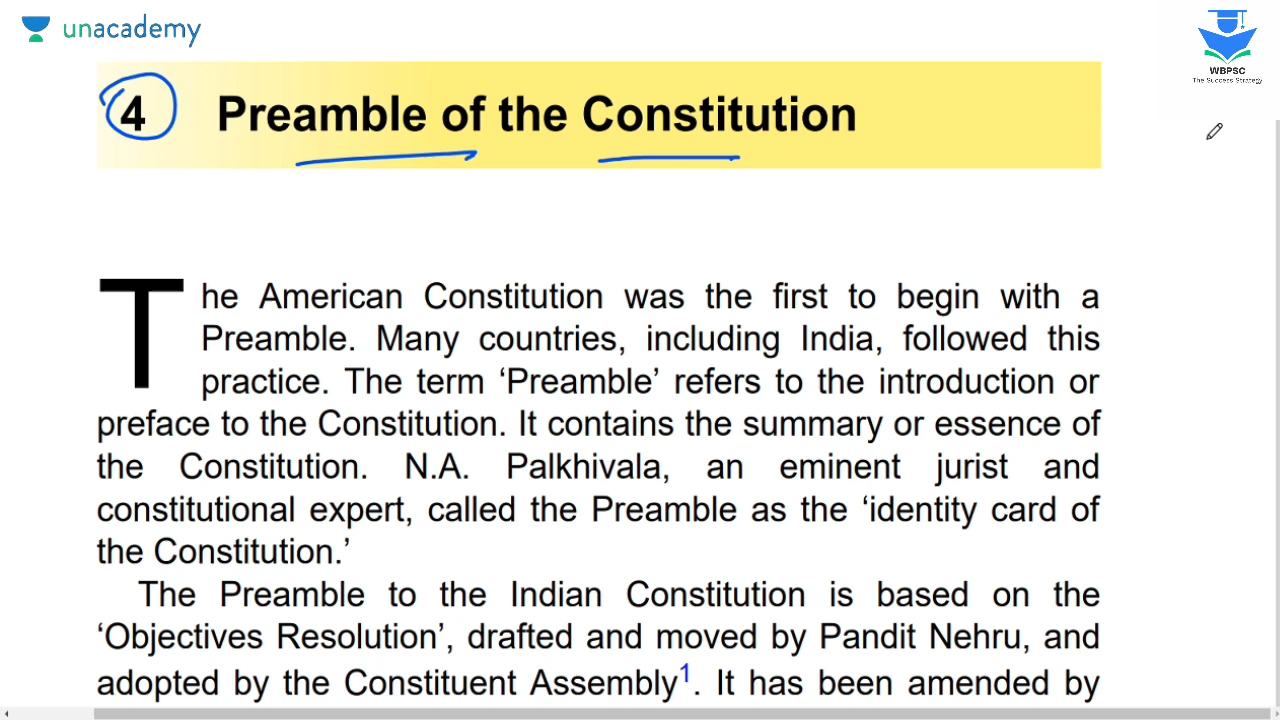 unacademy
WBPSC
The Success Strategy
4 Preamble of the Constitution
The American Constitution was the first to begin with a
Preamble. Many countries, including India, followed this
practice. The term ‘Preamble’ refers to the introduction or
preface to the Constitution. It contains the summary or essence of
the Constitution. N.A. Palkhivala, an eminent jurist and
constitutional expert, called the Preamble as the ‘identity card of
the Constitution.’
The Preamble to the Indian Constitution is based on the
‘Objectives Resolution’, drafted and moved by Pandit Nehru, and
adopted by the Constituent Assembly1. It has been amended by